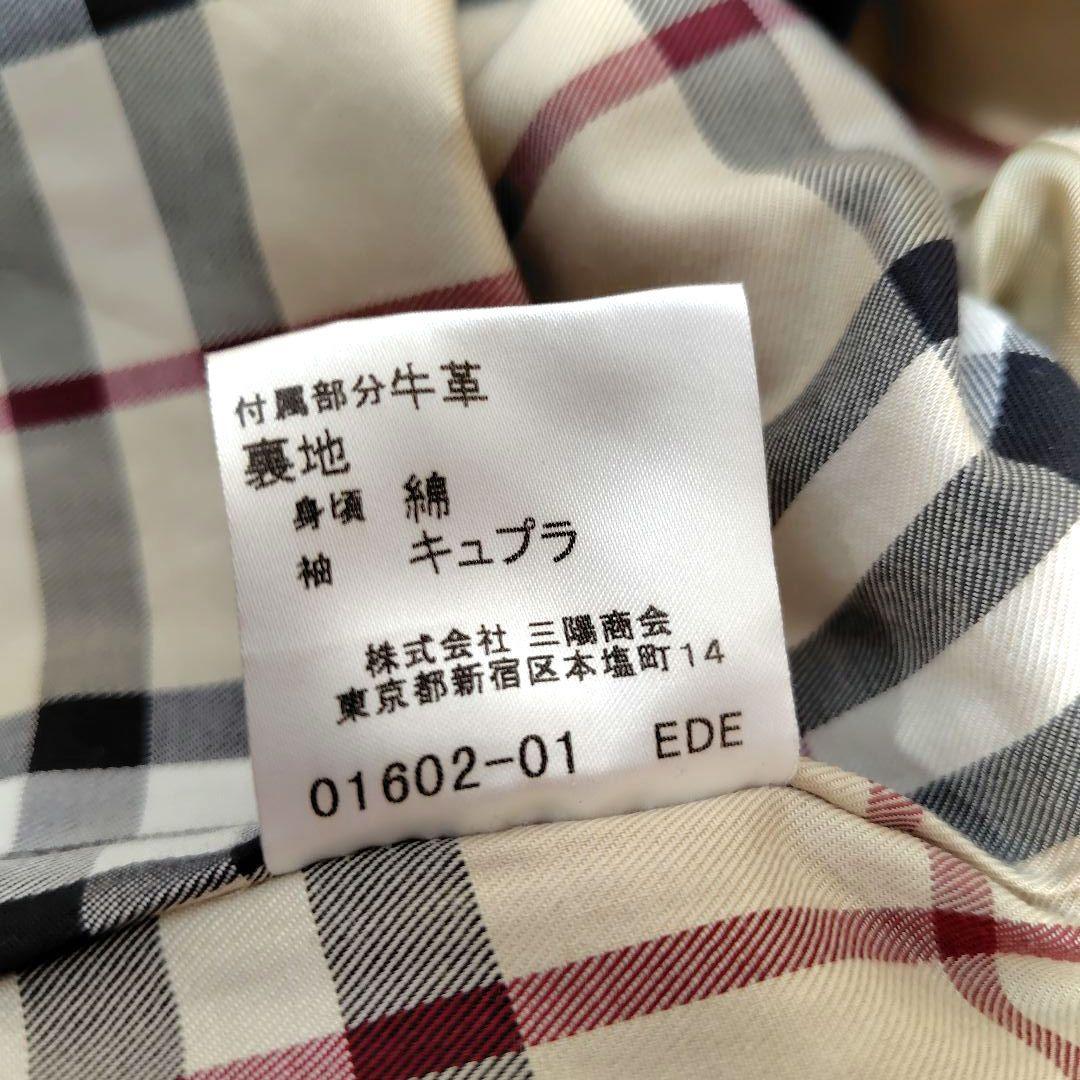 付属部分牛革
裏地
身頃 綿
袖 キュプラ
株式会社 三陽商会
東京都新宿区本塩町14
01602-01 EDE